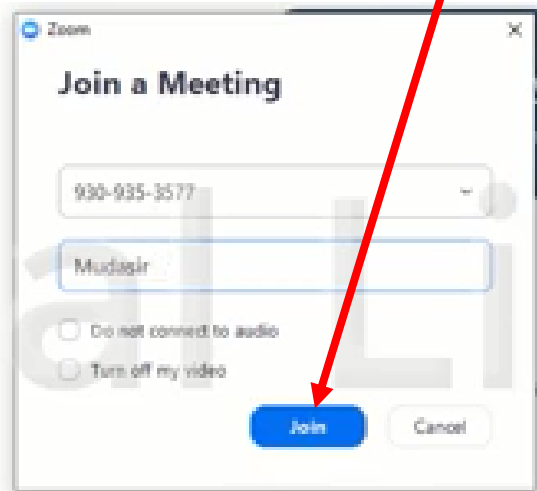 Zoom
Join a Meeting
930-935-3577
Mudasir
Do not connect to audio
Turn off my video
Join Cancel